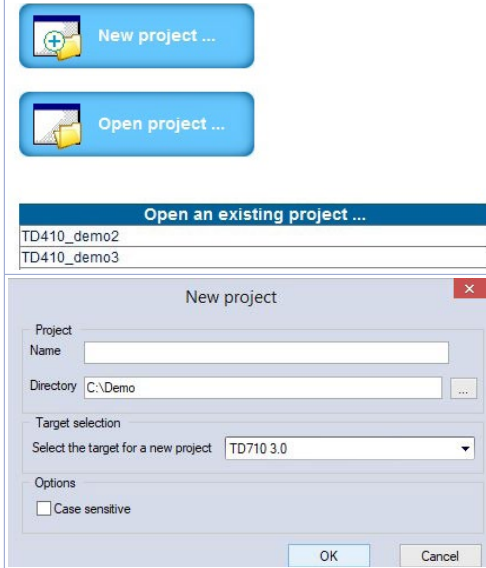 New project ...
Open project ...
Open an existing project ...
TD410_demo2
TD410_demo3
New project
Project
Name
Directory C:\Demo ...
Target selection
Select the target for a new project TD710 3.0
Options
Case sensitive
OK Cancel